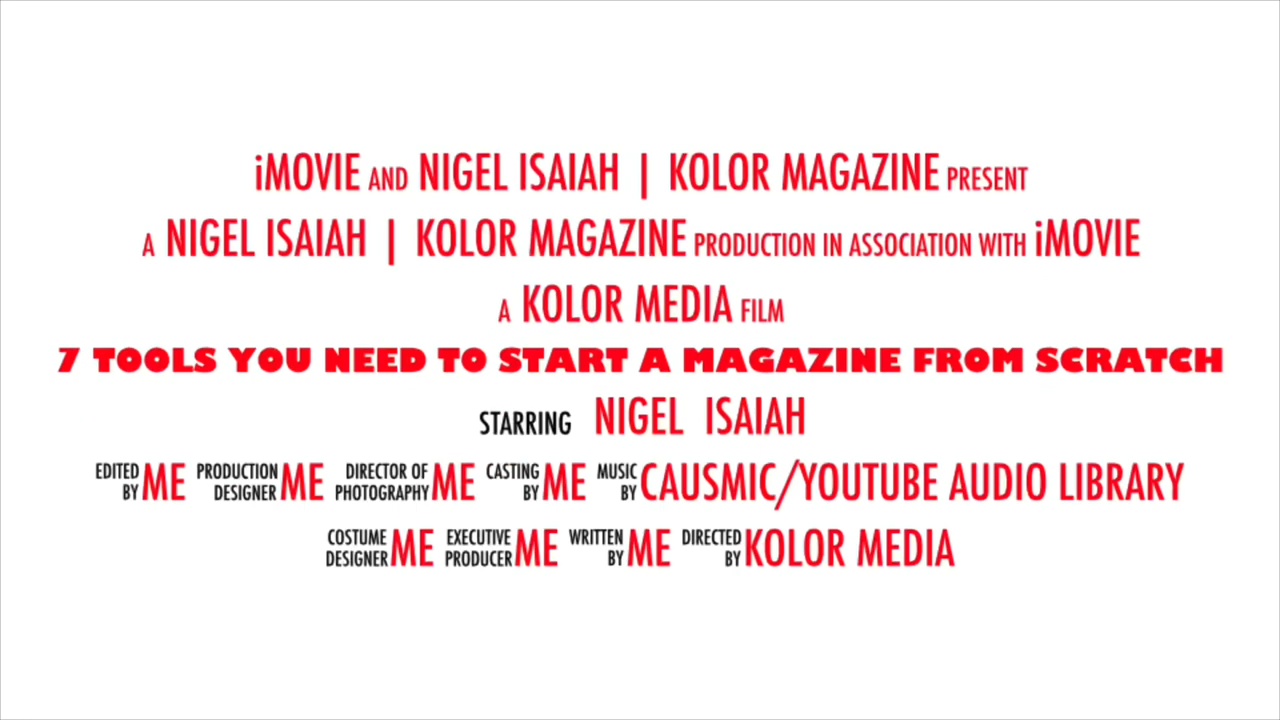 iMOVIE AND NIGEL ISAIAH | KOLOR MAGAZINE PRESENT
A NIGEL ISAIAH | KOLOR MAGAZINE PRODUCTION IN ASSOCIATION WITH iMOVIE
A KOLOR MEDIA FILM
7 TOOLS YOU NEED TO START A MAGAZINE FROM SCRATCH
STARRING NIGEL ISAIAH
EDITED BY ME PRODUCTION DESIGNER ME DIRECTOR OF PHOTOGRAPHY ME CASTING BY ME MUSIC BY CAUSMIC/YOUTUBE AUDIO LIBRARY
COSTUME DESIGNER ME EXECUTIVE PRODUCER ME WRITTEN BY ME DIRECTED BY KOLOR MEDIA